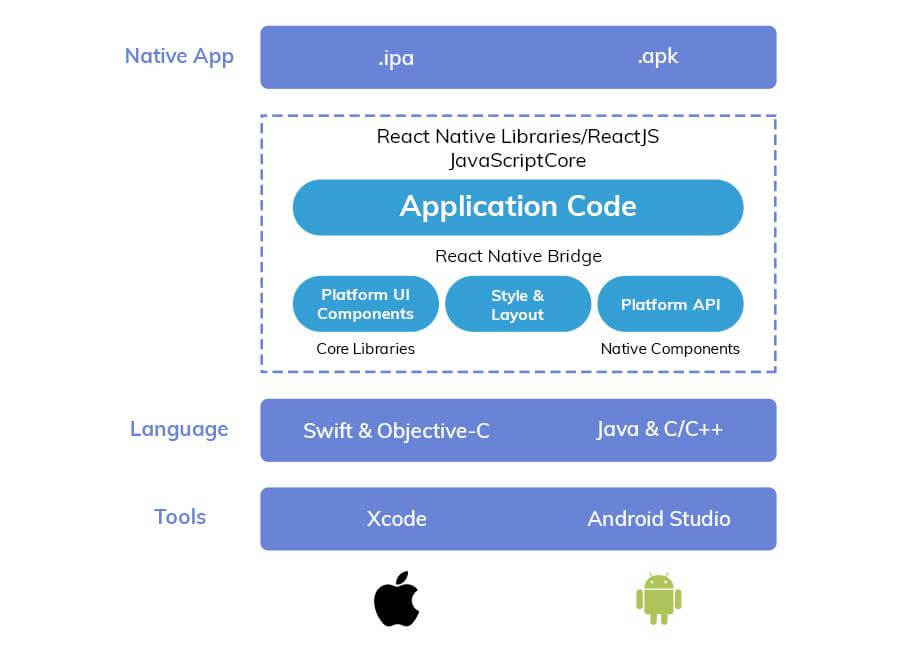 Native App
.ipa
.apk
React Native Libraries/ReactJS
JavaScriptCore
Application Code
React Native Bridge
Platform UI
Components
Style &
Layout
Platform API
Core Libraries
Native Components
Language
Swift & Objective-C
Java & C/C++
Tools
Xcode
Android Studio